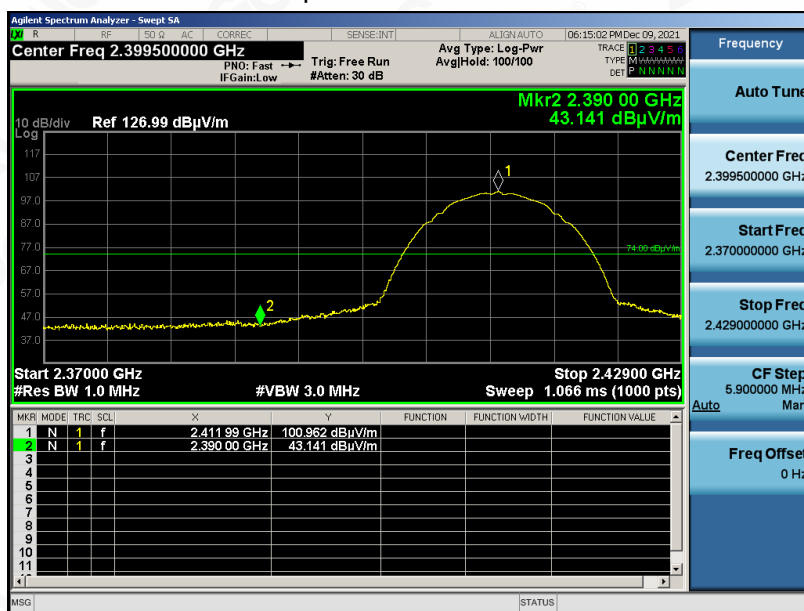 Agilent Spectrum Analyzer - Swept SA
LXI R RF 50 Ω AC CORREC SENSE:INT ALIGN AUTO 06:15:02 PM Dec 09, 2021
Center Freq 2.399500000 GHz
PNO: Fast
IFGain:Low
Trig: Free Run
#Atten: 30 dB
Avg Type: Log-Pwr
Avg|Hold: 100/100
TRACE 1 2 3 4 5 6
TYPE M
DET P N N N N N
Mkr2 2.390 00 GHz
43.141 dBµV/m
10 dB/div Ref 126.99 dBµV/m
Log
117
107
97.0
87.0
77.0
67.0
57.0
47.0
37.0
1
2
74.00 dBµV/m
Start 2.37000 GHz Stop 2.42900 GHz
#Res BW 1.0 MHz #VBW 3.0 MHz Sweep 1.066 ms (1000 pts)
MKR MODE TRC SCL X Y FUNCTION FUNCTION WIDTH FUNCTION VALUE
1 N 1 f 2.411 99 GHz 100.962 dBµV/m
2 N 1 f 2.390 00 GHz 43.141 dBµV/m
3
4
5
6
7
8
9
10
11
MSG STATUS
Frequency
Auto Tune
Center Freq
2.399500000 GHz
Start Freq
2.370000000 GHz
Stop Freq
2.429000000 GHz
CF Step
5.900000 MHz
Auto Man
Freq Offset
0 Hz